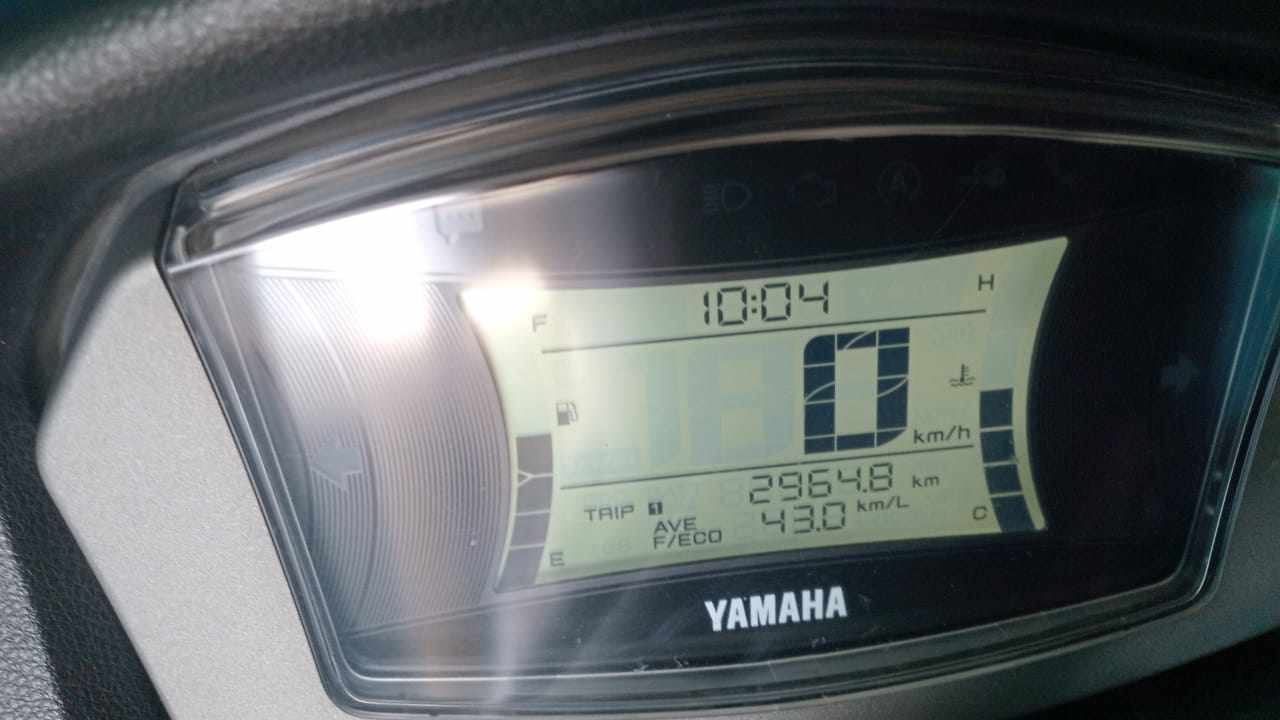 10:04
F
H
0
km/h
TRIP 1 2964.8 km
AVE F/ECO 43.0 km/L
E
C
YAMAHA